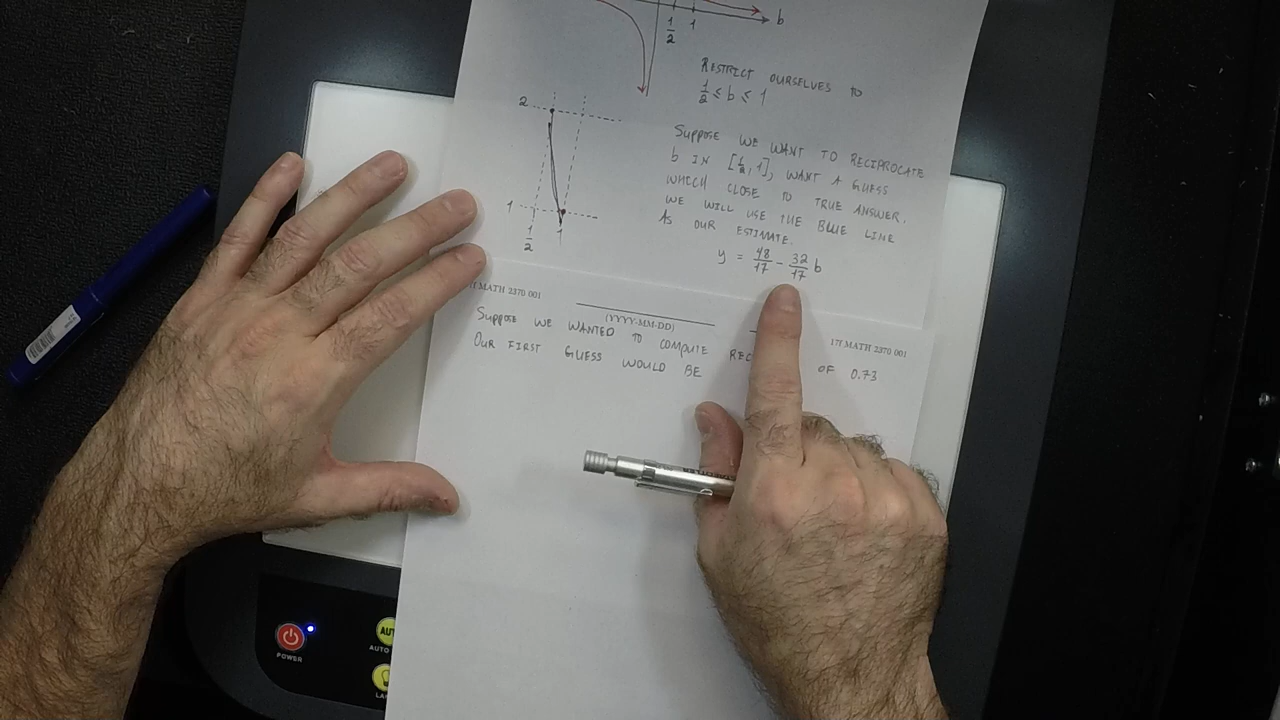 b
1/2 1
RESTRICT OURSELVES TO
1/2 ≤ b ≤ 1
2
1
1/2 1
SUPPOSE WE WANT TO RECIPROCATE
b IN [1/2, 1], WANT A GUESS
WHICH CLOSE TO TRUE ANSWER.
WE WILL USE THE BLUE LINE
AS OUR ESTIMATE.
y = 48/17 - 32/17 b
MATH 2370 001
(YYYY-MM-DD)
17f MATH 2370 001
SUPPOSE WE WANTED TO COMPUTE OF 0.73
OUR FIRST GUESS WOULD BE
POWER